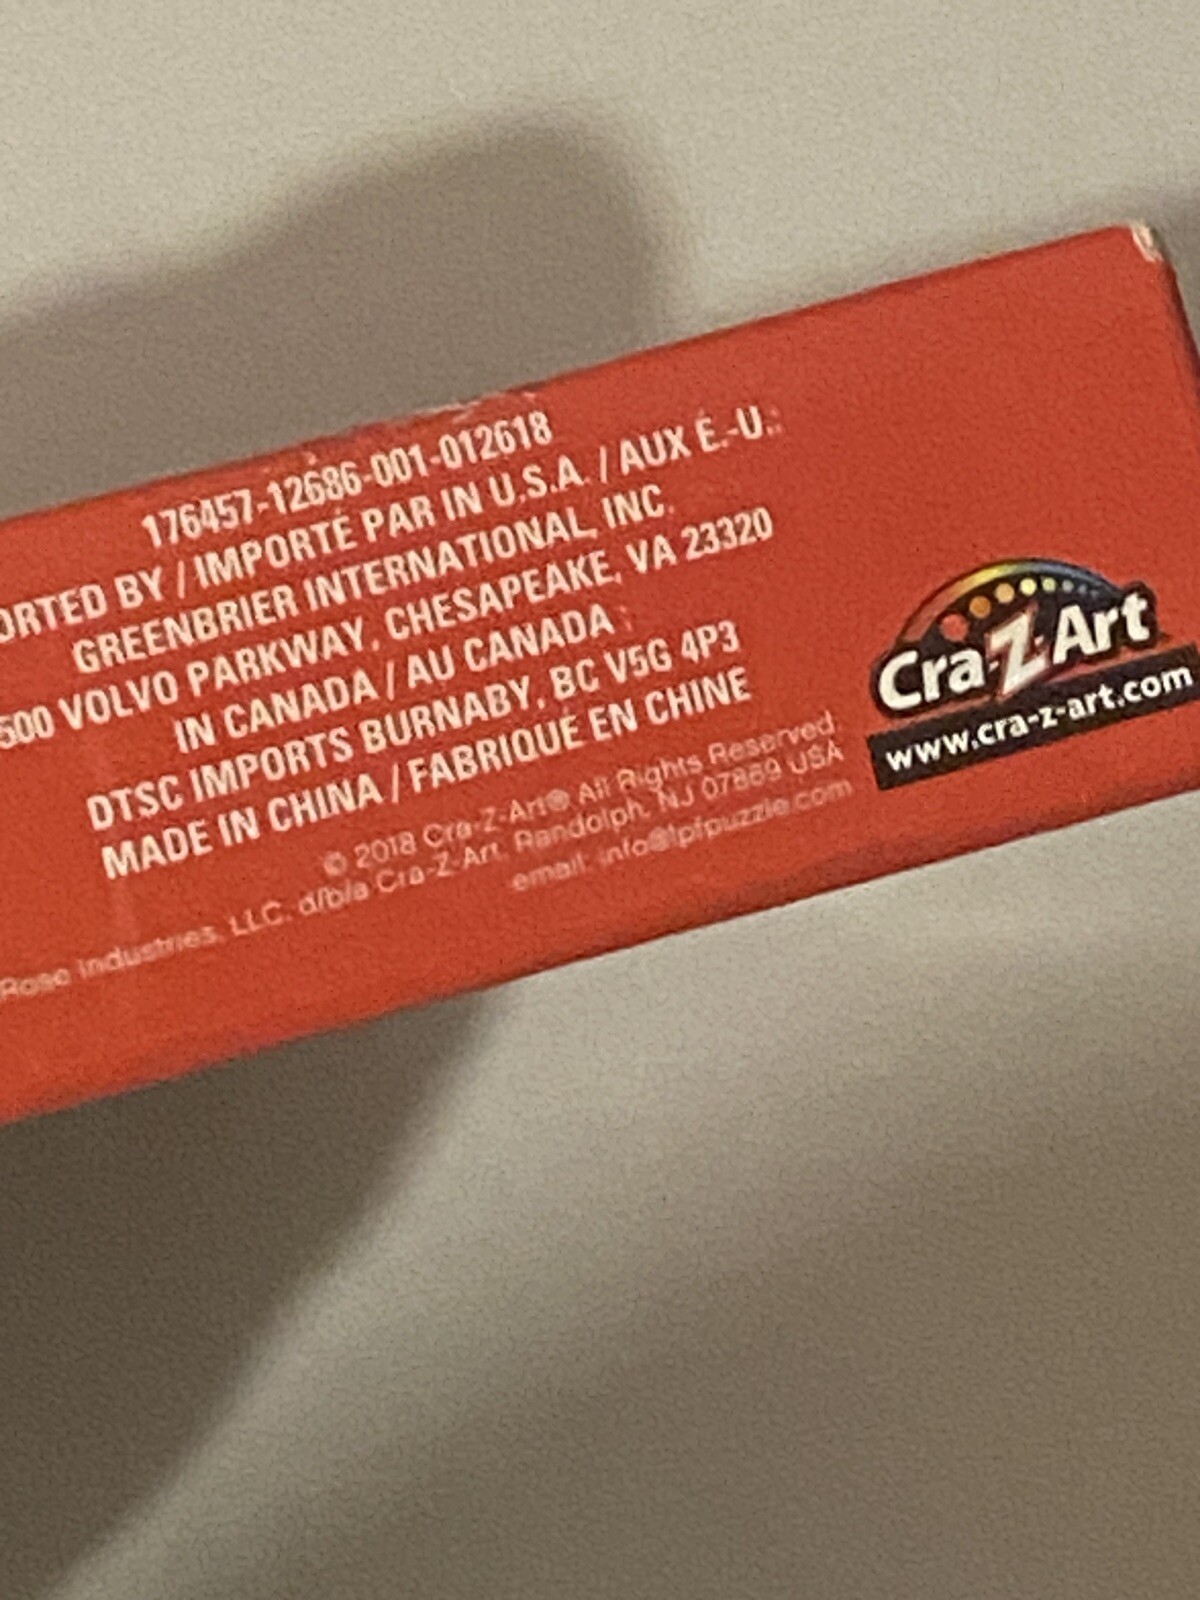 176457-12686-001-012618
ORTED BY / IMPORTÉ PAR IN U.S.A. / AUX É.-U.:
GREENBRIER INTERNATIONAL, INC.
500 VOLVO PARKWAY, CHESAPEAKE, VA 23320
IN CANADA / AU CANADA :
DTSC IMPORTS BURNABY, BC V5G 4P3
MADE IN CHINA / FABRIQUÉ EN CHINE
© 2018 Cra-Z-Art® All Rights Reserved
Rose Industries, LLC. d/b/a Cra-Z-Art, Randolph, NJ 07869 USA
email: info@lpfpuzzle.com
Cra-Z-Art
www.cra-z-art.com